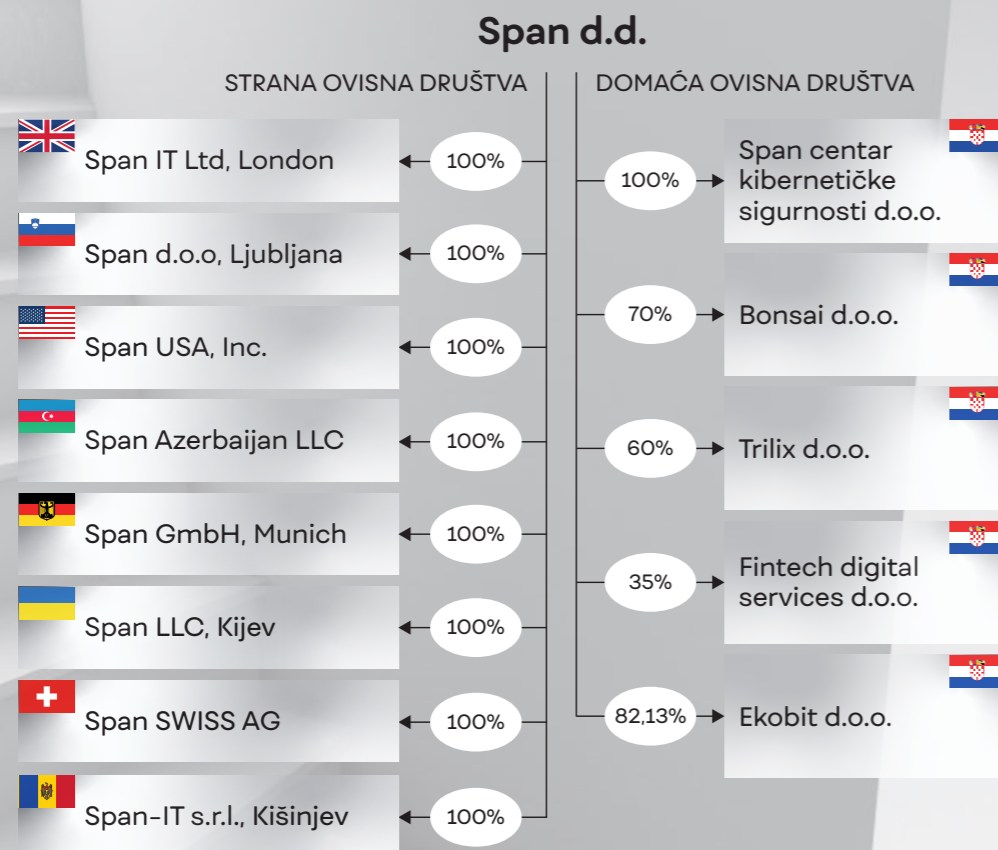 Span d.d.
STRANA OVISNA DRUŠTVA
Span IT Ltd, London
100%
Span d.o.o, Ljubljana
100%
Span USA, Inc.
100%
Span Azerbaijan LLC
100%
Span GmbH, Munich
100%
Span LLC, Kijev
100%
Span SWISS AG
100%
Span-IT s.r.l., Kišinjev
100%
DOMAĆA OVISNA DRUŠTVA
100%
Span centar
kibernetičke
sigurnosti d.o.o.
70%
Bonsai d.o.o.
60%
Trilix d.o.o.
35%
Fintech digital
services d.o.o.
82,13%
Ekobit d.o.o.